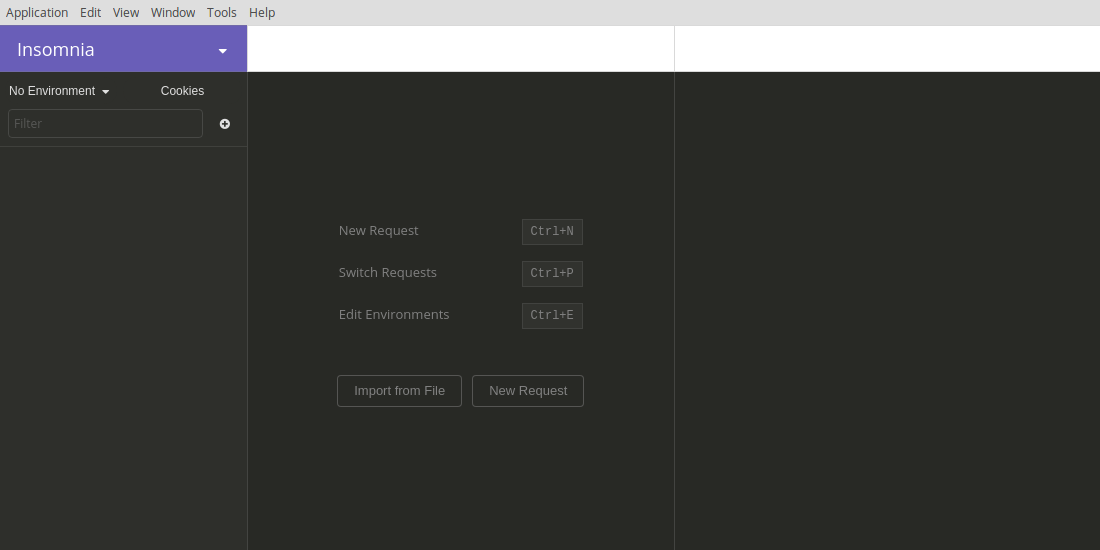 Application Edit View Window Tools Help
Insomnia
No Environment Cookies
Filter
New Request Ctrl+N
Switch Requests Ctrl+P
Edit Environments Ctrl+E
Import from File New Request